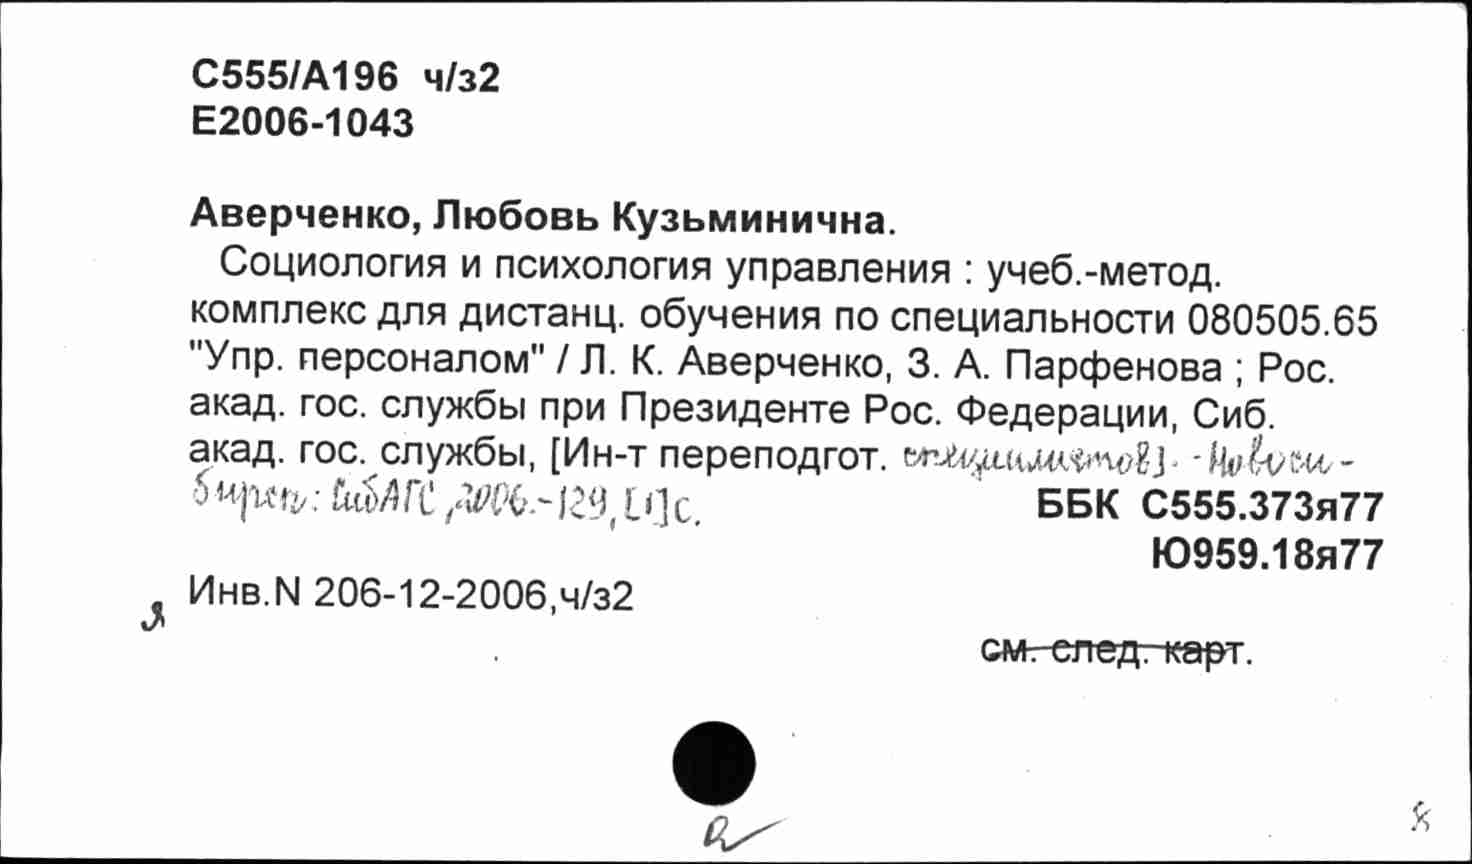 С555/А196 ч/з2
Е2006-1043
Аверченко, Любовь Кузьминична.
Социология и психология управления : учеб.-метод.
комплекс для дистанц. обучения по специальности 080505.65
"Упр. персоналом" / Л. К. Аверченко, З. А. Парфенова ; Рос.
акад. гос. службы при Президенте Рос. Федерации, Сиб.
акад. гос. службы, [Ин-т переподгот. специалистов]. - Новоси-
бирск : СибАГС, 2006. - 129, [1] с.
ББК С555.373я77
Ю959.18я77
Инв.N 206-12-2006,ч/з2
я
см. след. карт.